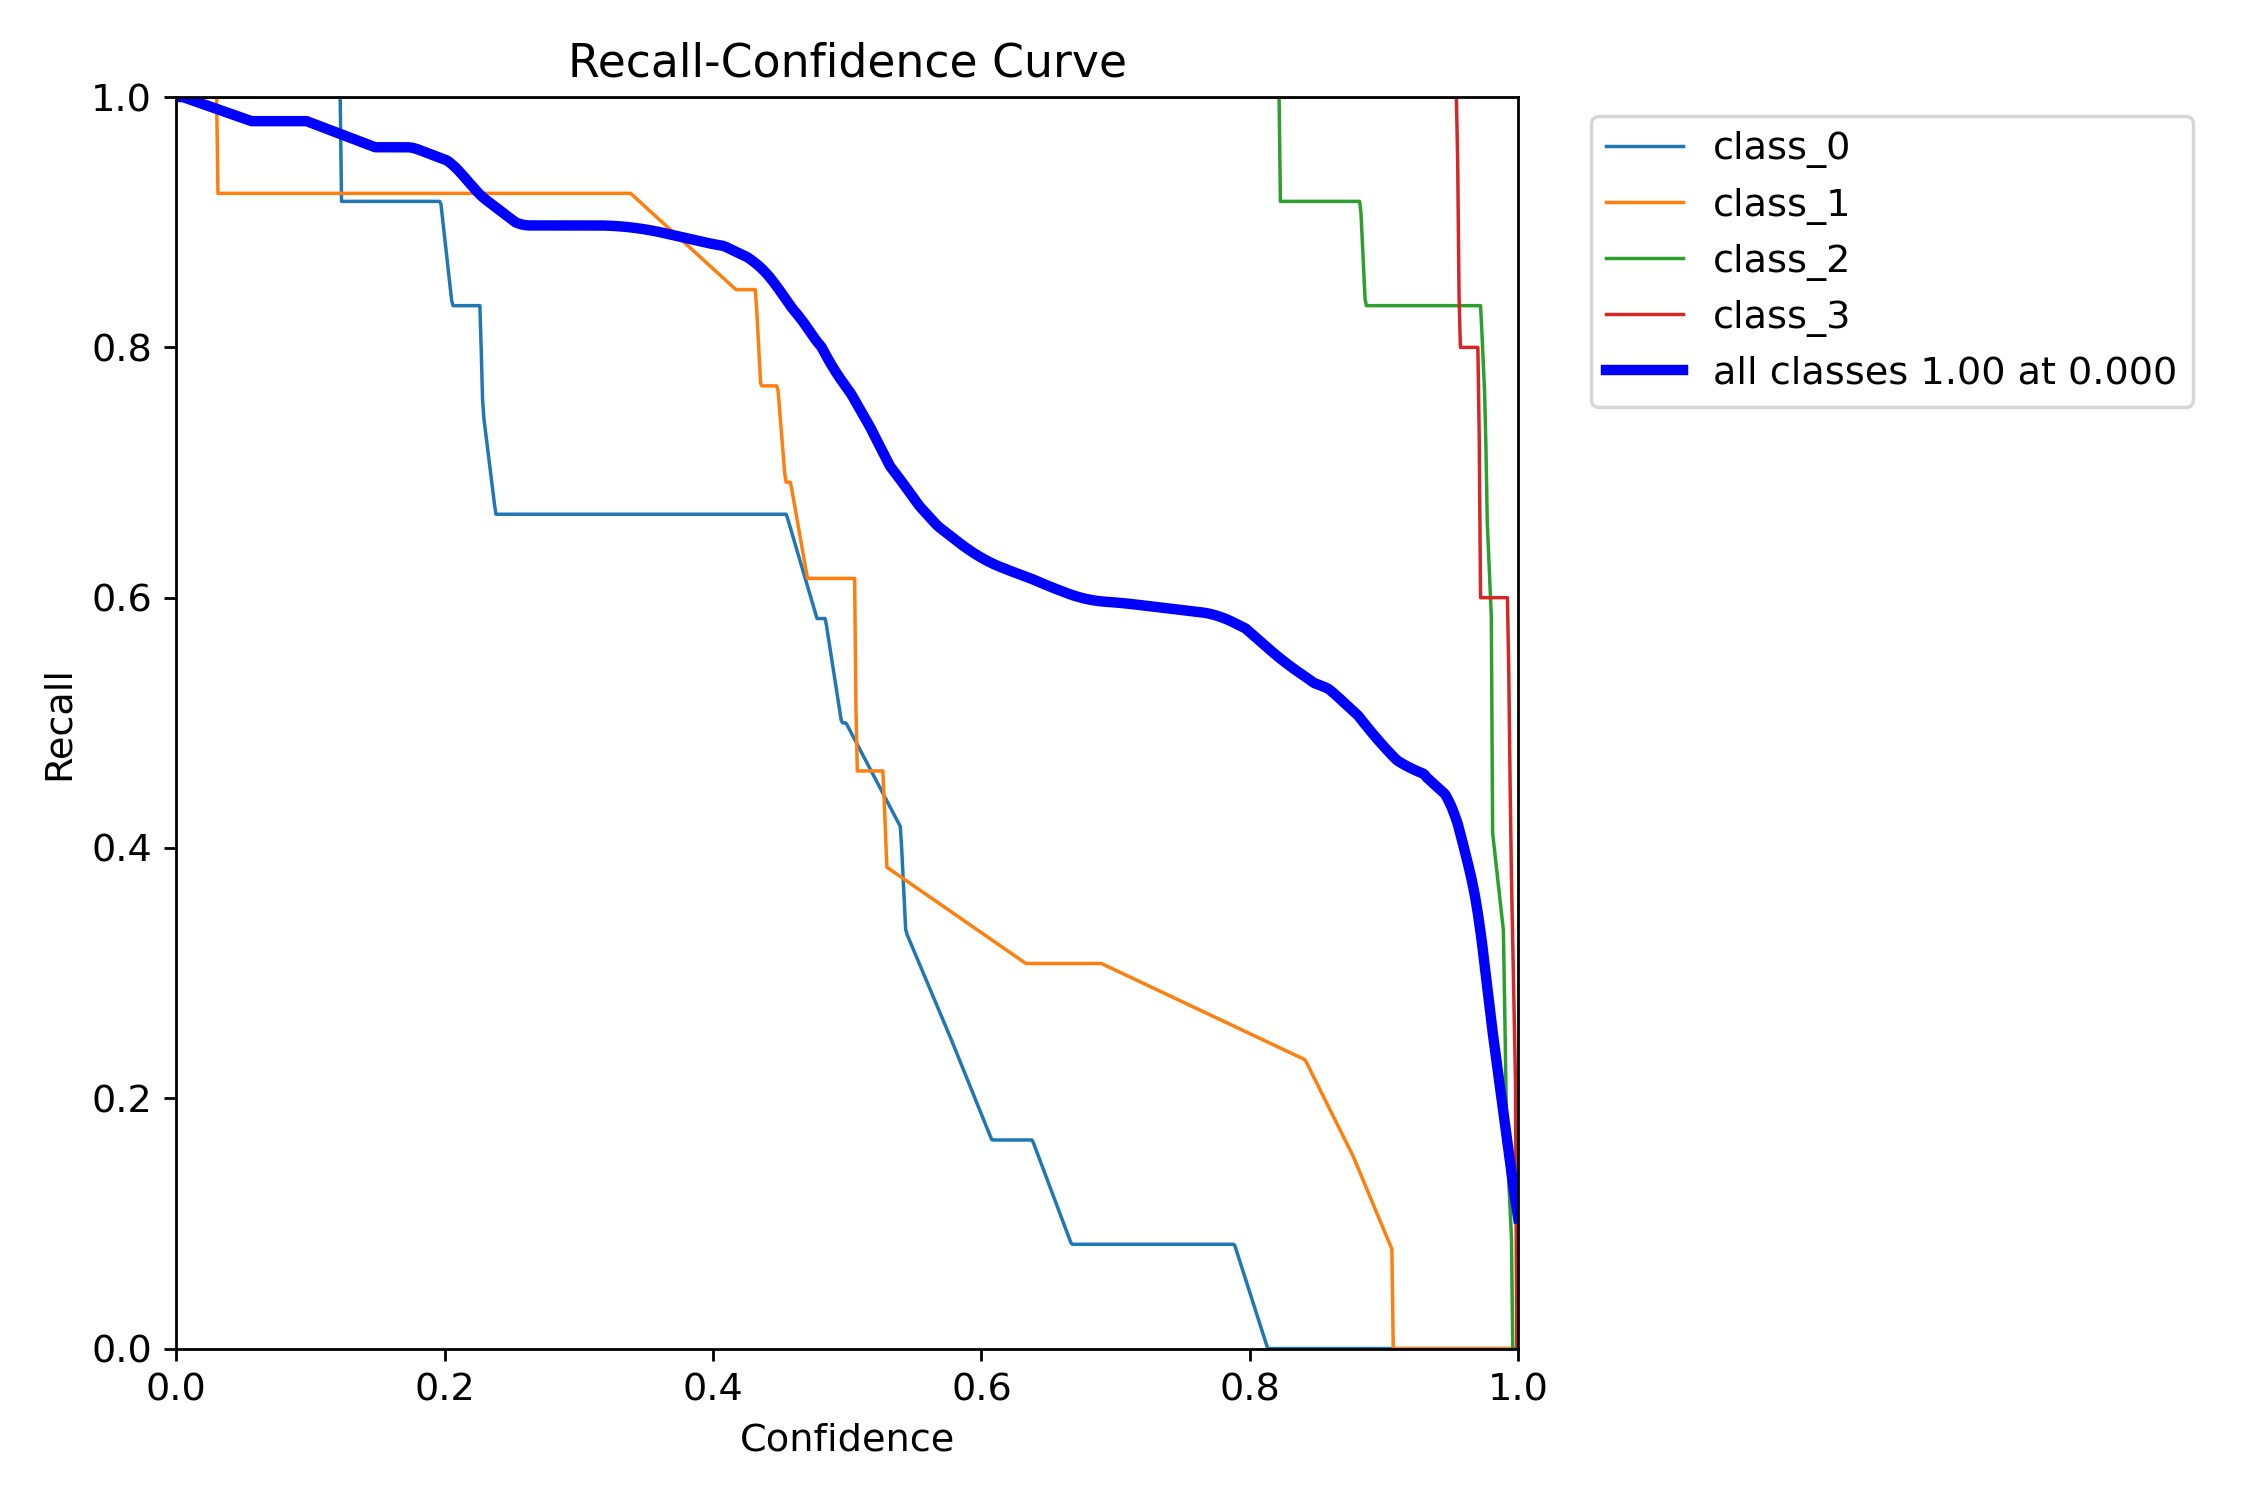 Recall-Confidence Curve
1.0
0.8
0.6
0.4
0.2
0.0
Recall
0.0 0.2 0.4 0.6 0.8 1.0
Confidence
class_0
class_1
class_2
class_3
all classes 1.00 at 0.000